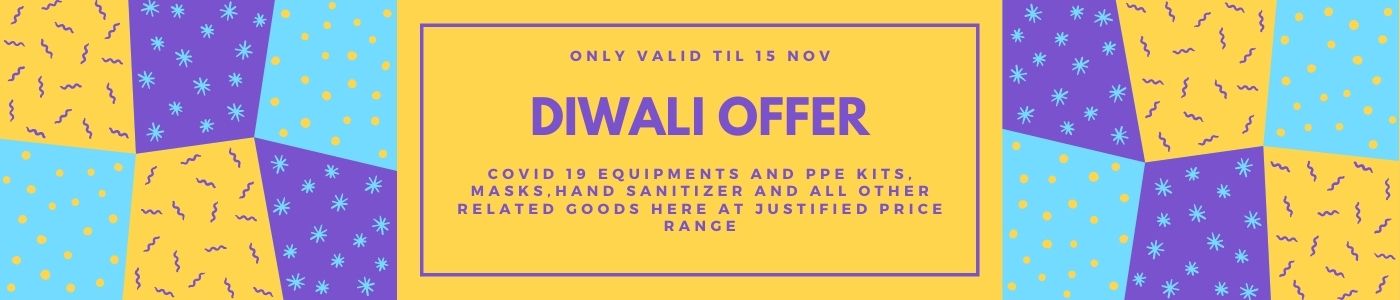 ONLY VALID TIL 15 NOV
DIWALI OFFER
COVID 19 EQUIPMENTS AND PPE KITS,
MASKS,HAND SANITIZER AND ALL OTHER
RELATED GOODS HERE AT JUSTIFIED PRICE
RANGE